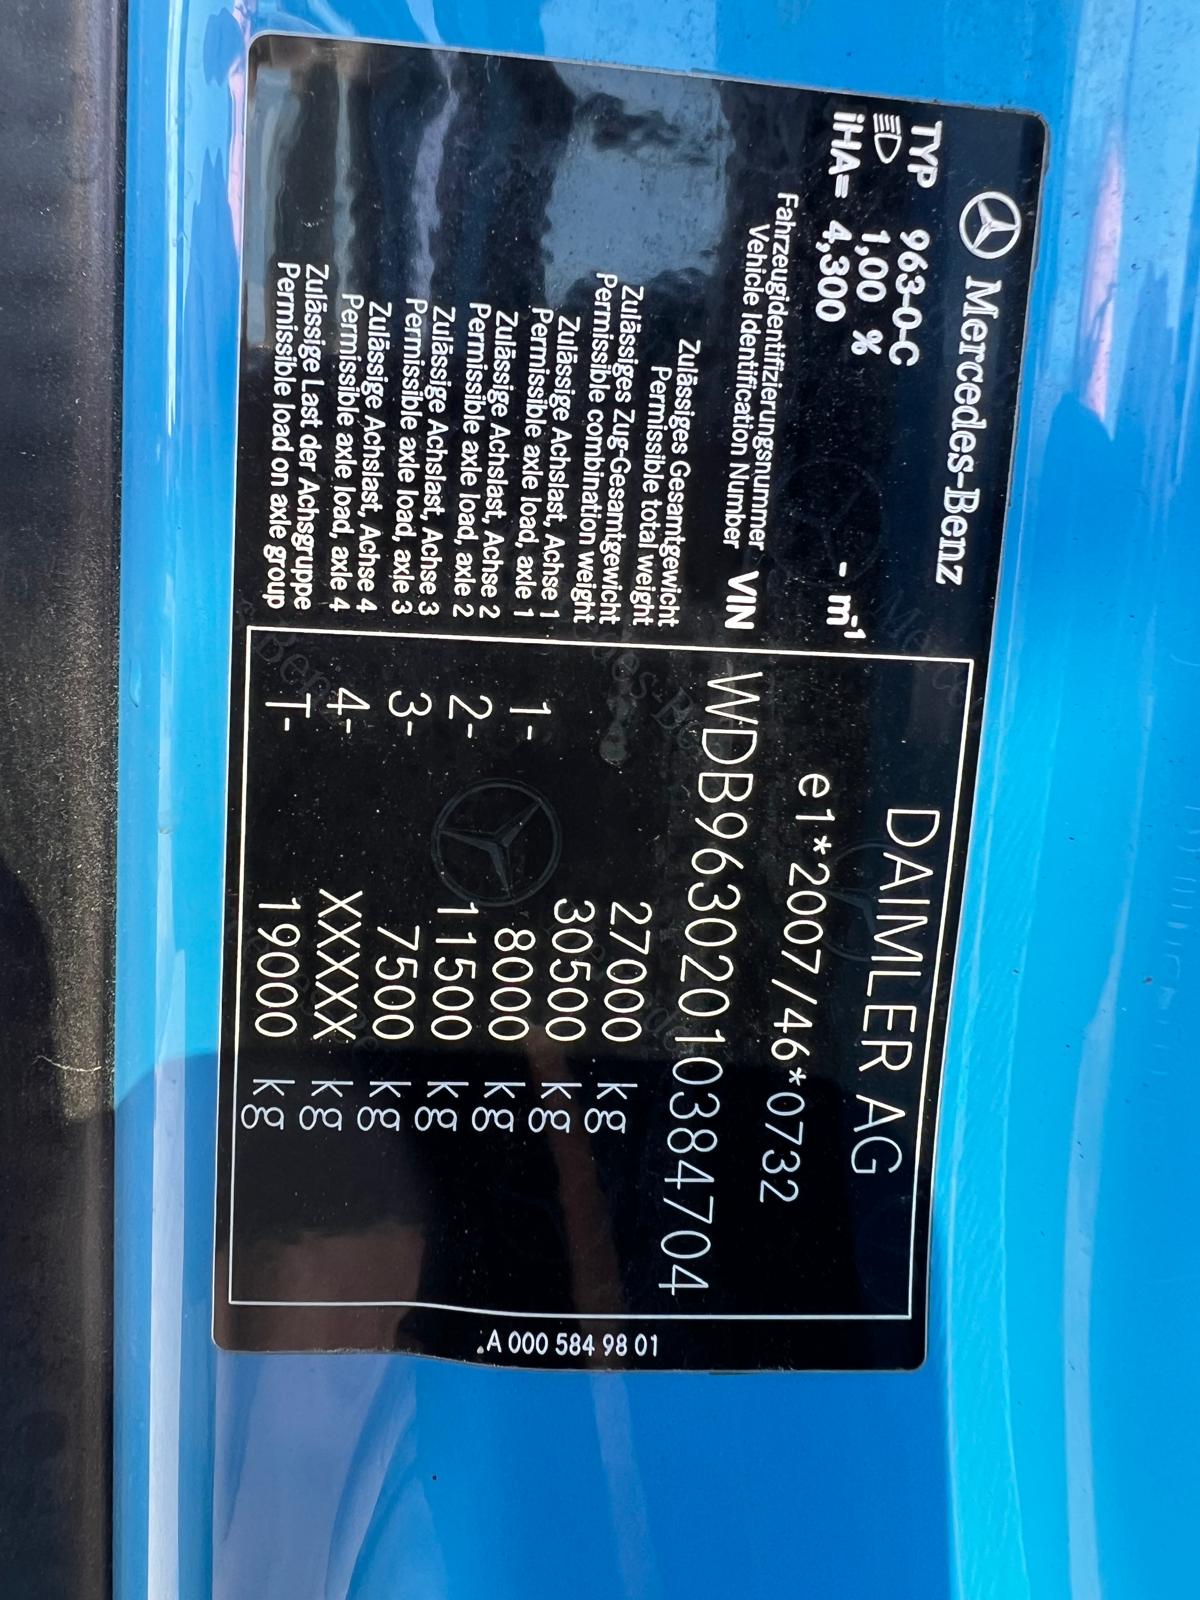 Mercedes-Benz
TYP 963-0-C
1,00 %
iHA= 4,300 - m⁻¹
Fahrzeugidentifizierungsnummer
Vehicle Identification Number VIN
Zulässiges Gesamtgewicht
Permissible total weight
Zulässiges Zug-Gesamtgewicht
Permissible combination weight
Zulässige Achslast, Achse 1
Permissible axle load, axle 1
Zulässige Achslast, Achse 2
Permissible axle load, axle 2
Zulässige Achslast, Achse 3
Permissible axle load, axle 3
Zulässige Achslast, Achse 4
Permissible axle load, axle 4
Zulässige Last der Achsgruppe
Permissible load on axle group
DAIMLER AG
e1*2007/46*0732
WDB96302010384704
27000 kg
30500 kg
1- 8000 kg
2- 11500 kg
3- 7500 kg
4- XXXXX kg
T- 19000 kg
A 000 584 98 01